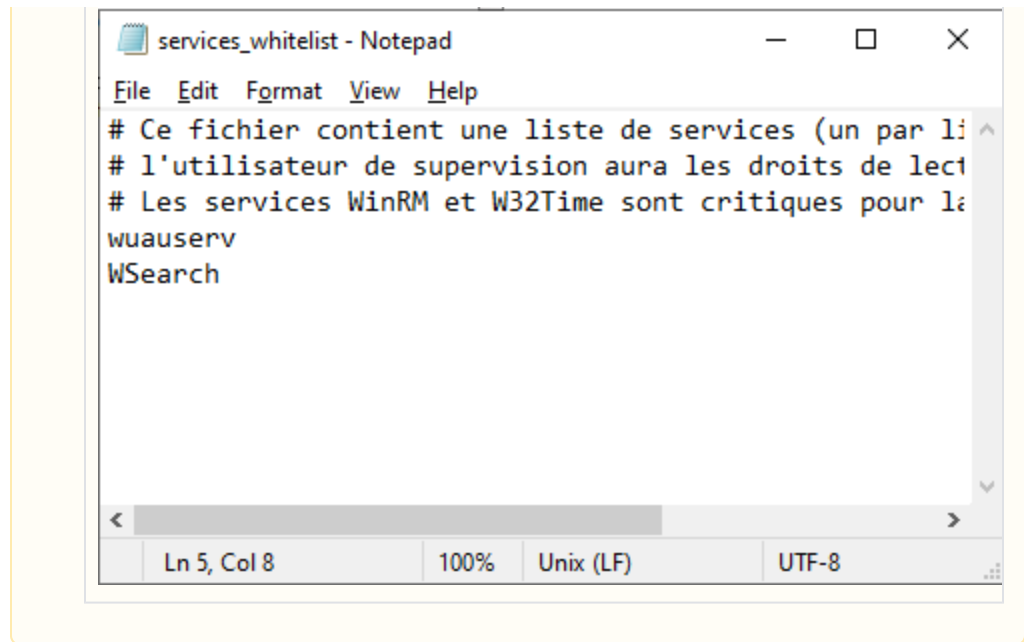 services_whitelist - Notepad
File Edit Format View Help
# Ce fichier contient une liste de services (un par
# l'utilisateur de supervision aura les droits de
# Les services WinRM et W32Time sont critiques pour
wuauserv
WSearch
Ln 5, Col 8 100% Unix (LF) UTF-8